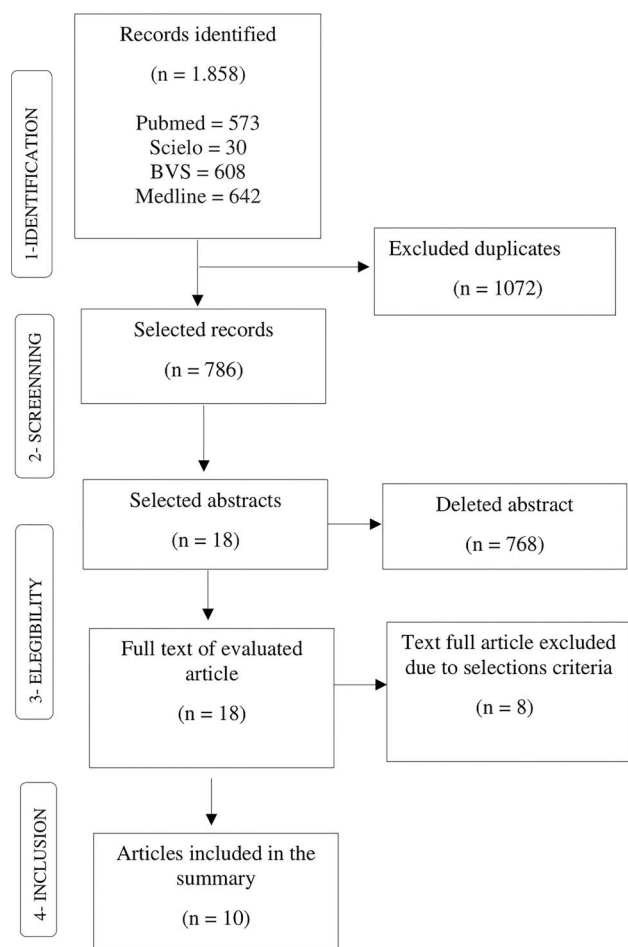 1-IDENTIFICATION
Records identified
(n = 1.858)
Pubmed = 573
Scielo = 30
BVS = 608
Medline = 642
Excluded duplicates
(n = 1072)
2- SCREENNING
Selected records
(n = 786)
Selected abstracts
(n = 18)
Deleted abstract
(n = 768)
3- ELEGIBILITY
Full text of evaluated
article
(n = 18)
Text full article excluded
due to selections criteria
(n = 8)
4- INCLUSION
Articles included in the
summary
(n = 10)